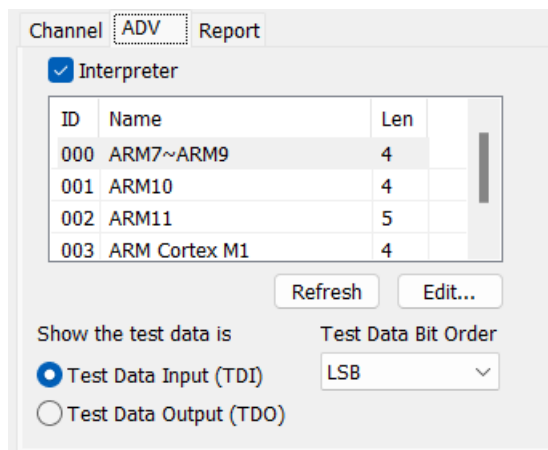 Channel ADV Report
Interpreter
ID Name Len
000 ARM7~ARM9 4
001 ARM10 4
002 ARM11 5
003 ARM Cortex M1 4
Refresh Edit...
Show the test data is Test Data Bit Order
Test Data Input (TDI) LSB
Test Data Output (TDO)